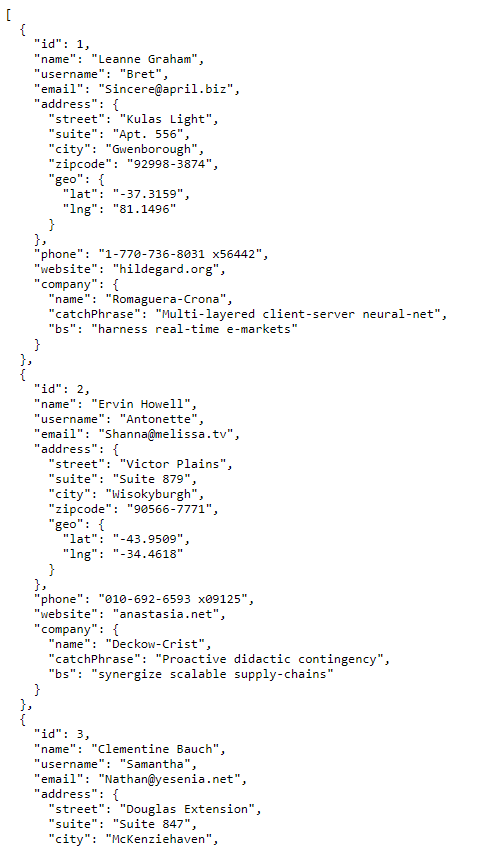 [
  {
    "id": 1,
    "name": "Leanne Graham",
    "username": "Bret",
    "email": "Sincere@april.biz",
    "address": {
      "street": "Kulas Light",
      "suite": "Apt. 556",
      "city": "Gwenborough",
      "zipcode": "92998-3874",
      "geo": {
        "lat": "-37.3159",
        "lng": "81.1496"
      }
    },
    "phone": "1-770-736-8031 x56442",
    "website": "hildegard.org",
    "company": {
      "name": "Romaguera-Crona",
      "catchPhrase": "Multi-layered client-server neural-net",
      "bs": "harness real-time e-markets"
    }
  },
  {
    "id": 2,
    "name": "Ervin Howell",
    "username": "Antonette",
    "email": "Shanna@melissa.tv",
    "address": {
      "street": "Victor Plains",
      "suite": "Suite 879",
      "city": "Wisokyburgh",
      "zipcode": "90566-7771",
      "geo": {
        "lat": "-43.9509",
        "lng": "-34.4618"
      }
    },
    "phone": "010-692-6593 x09125",
    "website": "anastasia.net",
    "company": {
      "name": "Deckow-Crist",
      "catchPhrase": "Proactive didactic contingency",
      "bs": "synergize scalable supply-chains"
    }
  },
  {
    "id": 3,
    "name": "Clementine Bauch",
    "username": "Samantha",
    "email": "Nathan@yesenia.net",
    "address": {
      "street": "Douglas Extension",
      "suite": "Suite 847",
      "city": "McKenziehaven",